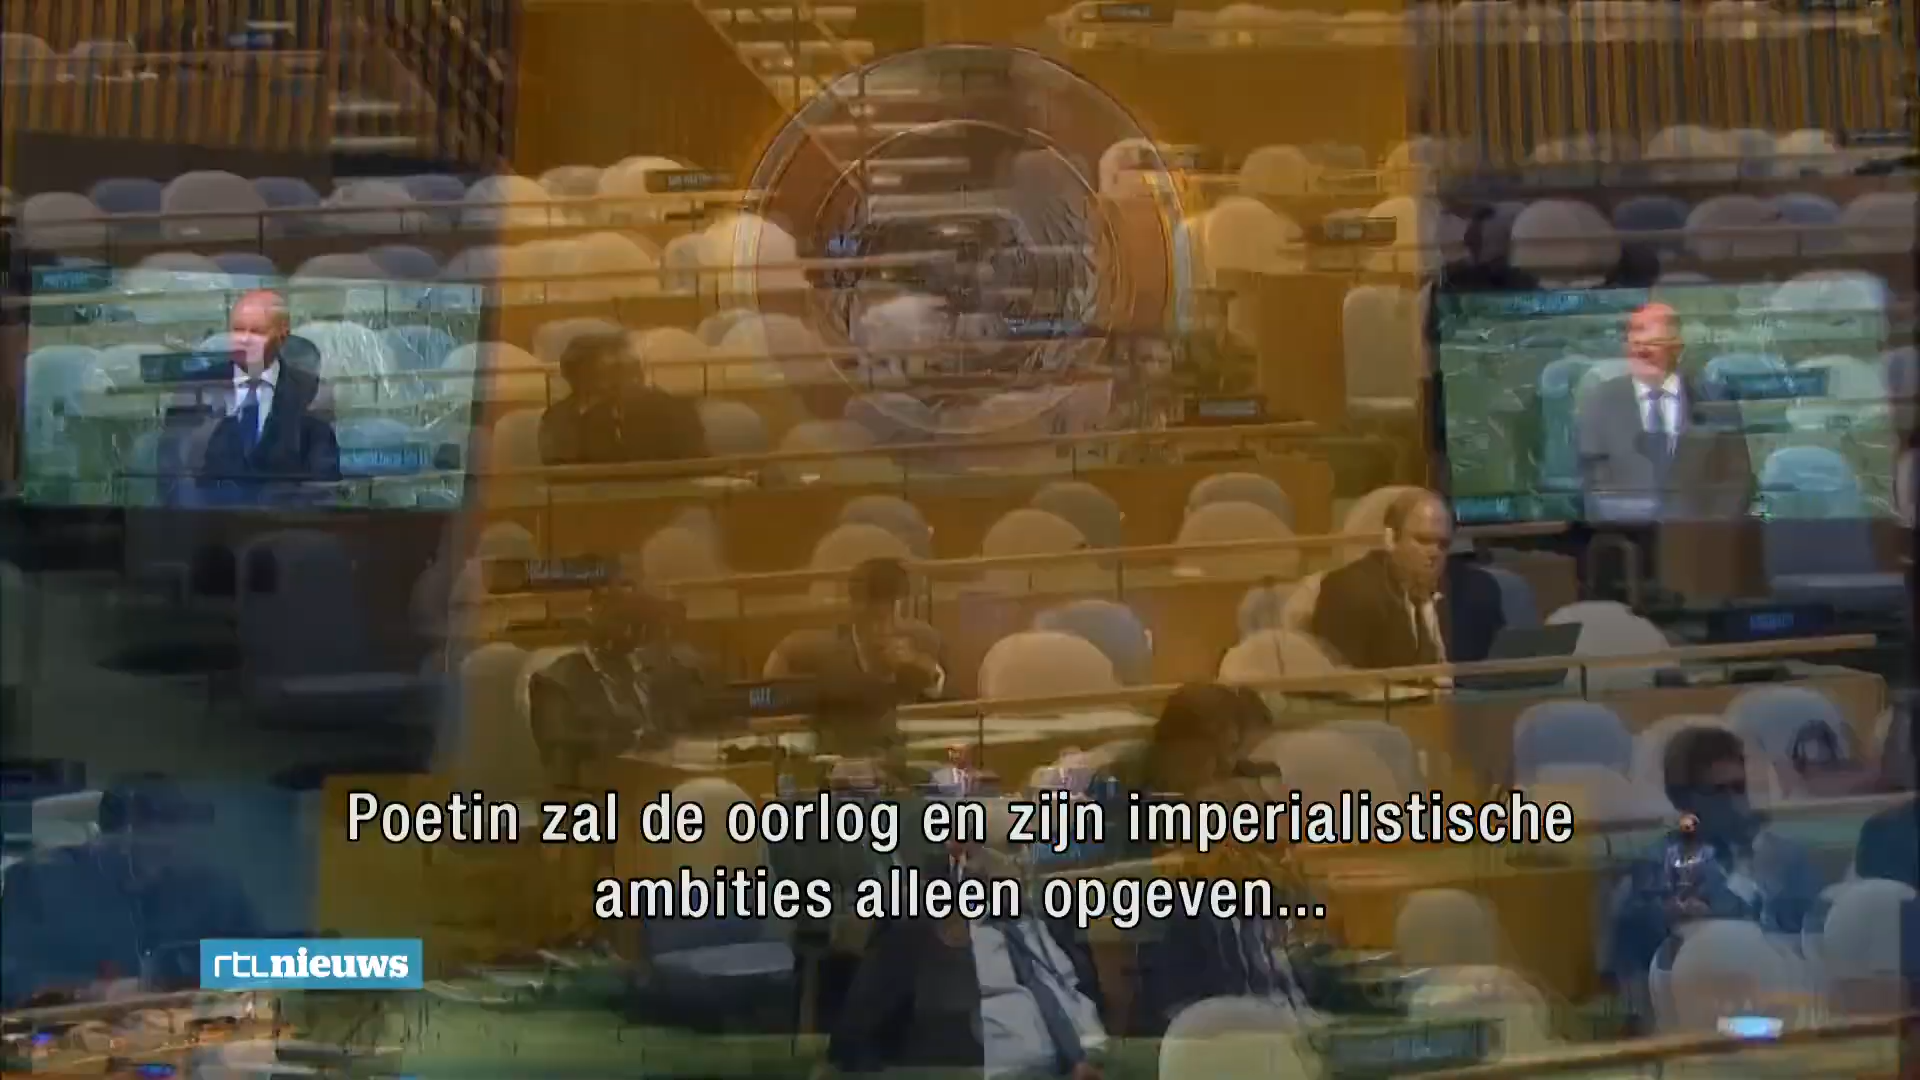 Poetin zal de oorlog en zijn imperialistische
ambities alleen opgeven...
rtlnieuws